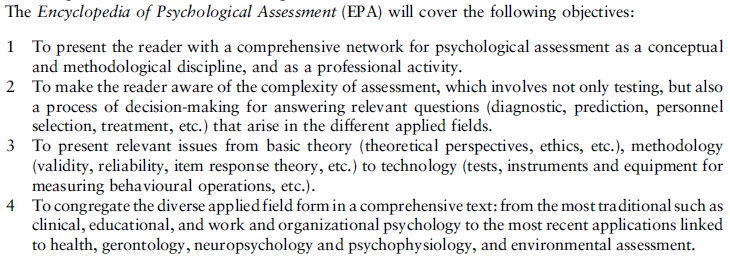 The Encyclopedia of Psychological Assessment (EPA) will cover the following objectives:
1 To present the reader with a comprehensive network for psychological assessment as a conceptual
and methodological discipline, and as a professional activity.
2 To make the reader aware of the complexity of assessment, which involves not only testing, but also
a process of decision-making for answering relevant questions (diagnostic, prediction, personnel
selection, treatment, etc.) that arise in the different applied fields.
3 To present relevant issues from basic theory (theoretical perspectives, ethics, etc.), methodology
(validity, reliability, item response theory, etc.) to technology (tests, instruments and equipment for
measuring behavioural operations, etc.).
4 To congregate the diverse applied field form in a comprehensive text: from the most traditional such as
clinical, educational, and work and organizational psychology to the most recent applications linked
to health, gerontology, neuropsychology and psychophysiology, and environmental assessment.